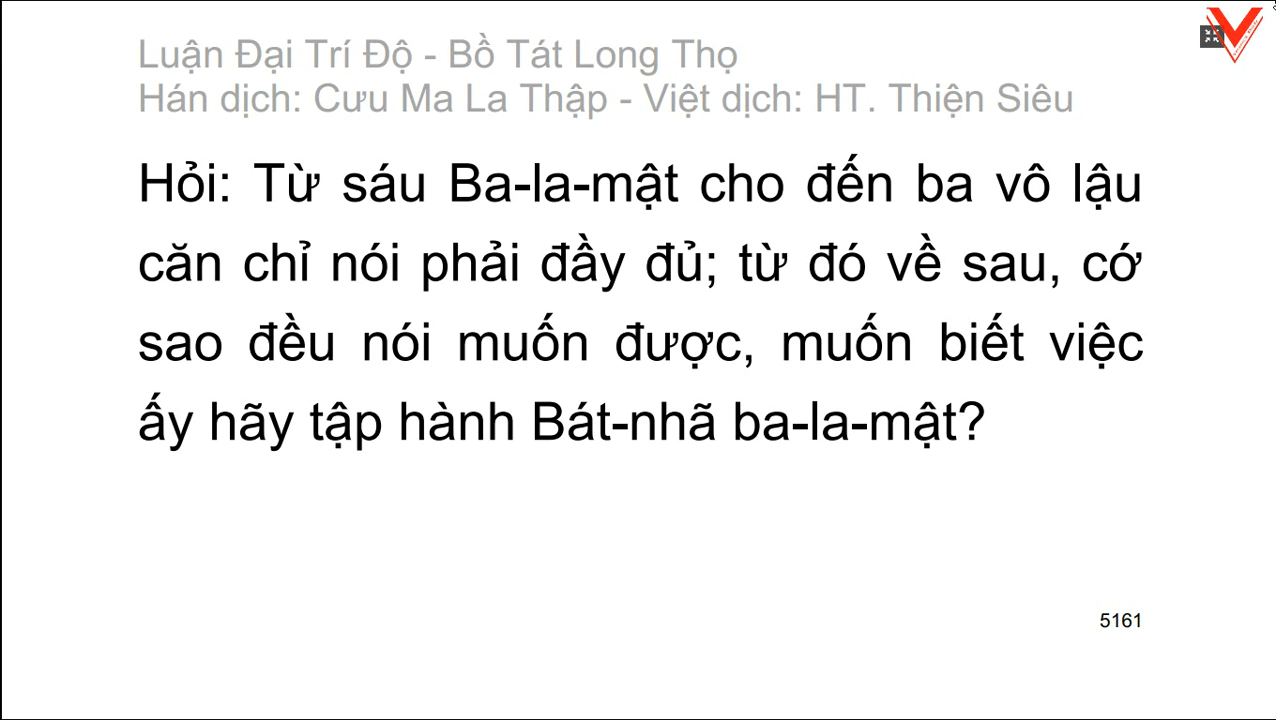 Luận Đại Trí Độ - Bồ Tát Long Thọ
Hán dịch: Cưu Ma La Thập - Việt dịch: HT. Thiện Siêu
Hỏi: Từ sáu Ba-la-mật cho đến ba vô lậu
căn chỉ nói phải đầy đủ; từ đó về sau, cớ
sao đều nói muốn được, muốn biết việc
ấy hãy tập hành Bát-nhã ba-la-mật?
5161